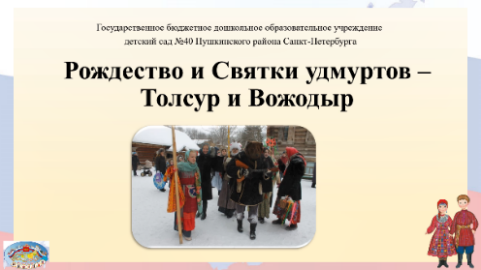 Государственное бюджетное дошкольное образовательное учреждение
детский сад №40 Пушкинского района Санкт-Петербурга
Рождество и Святки удмуртов –
Толсур и Вожодыр